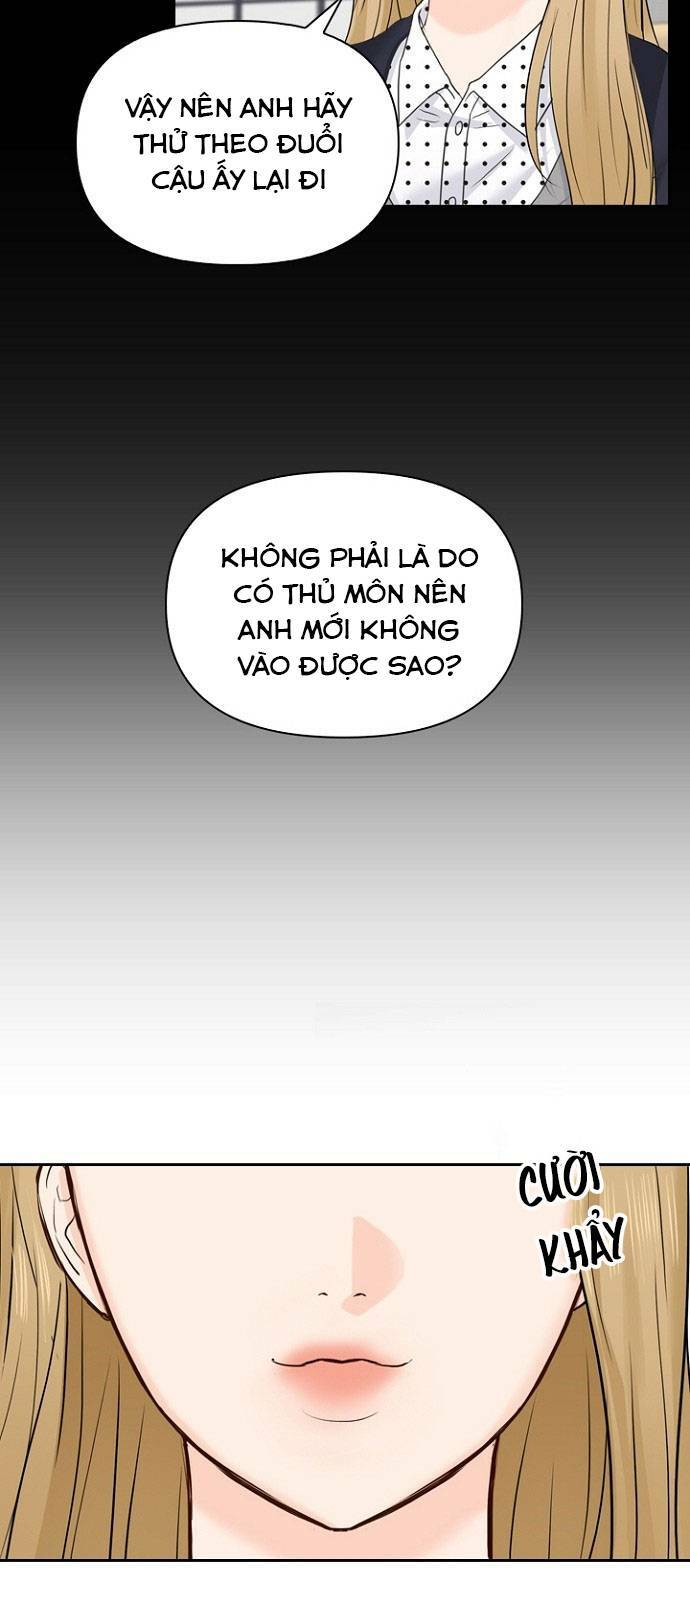 VẬY NÊN ANH HÃY
THỬ THEO ĐUỔI
CẬU ẤY LẠI ĐI
KHÔNG PHẢI LÀ DO
CÓ THỦ MÔN NÊN
ANH MỚI KHÔNG
VÀO ĐƯỢC SAO?
CƯỜI
KHẨY